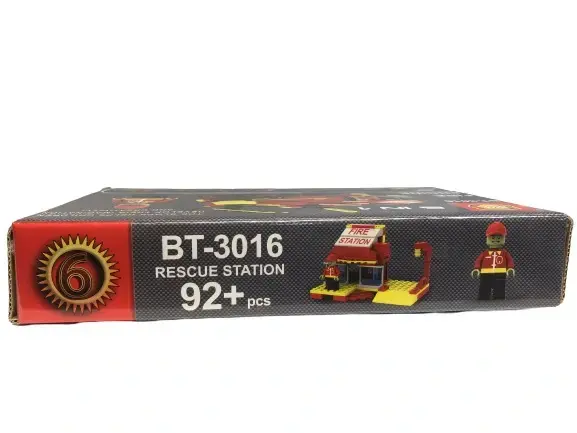 6
BT-3016
RESCUE STATION
92+ pcs
FIRE
STATION